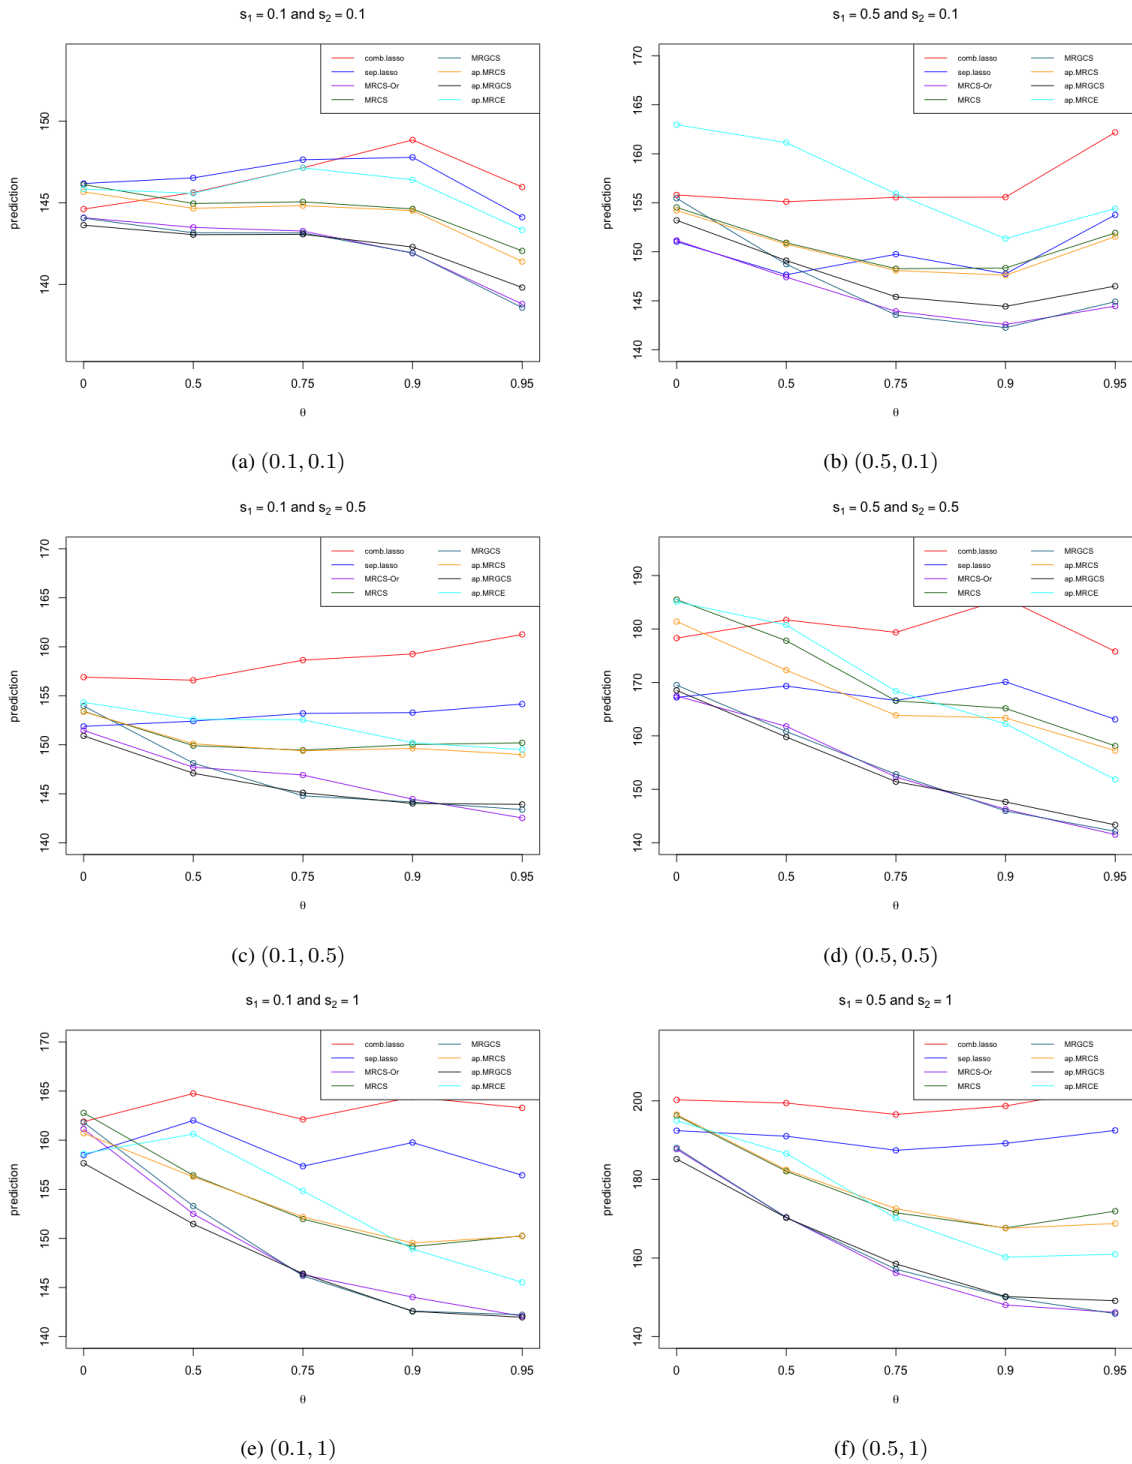 s₁ = 0.1 and s₂ = 0.1
comb.lasso
sep.lasso
MRCS-Or
MRCS
MRGCS
ap.MRCS
ap.MRGCS
ap.MRCE
prediction
150
145
140
0 0.5 0.75 0.9 0.95
θ
(a) (0.1, 0.1)
s₁ = 0.5 and s₂ = 0.1
comb.lasso
sep.lasso
MRCS-Or
MRCS
MRGCS
ap.MRCS
ap.MRGCS
ap.MRCE
prediction
170
165
160
155
150
145
140
0 0.5 0.75 0.9 0.95
θ
(b) (0.5, 0.1)
s₁ = 0.1 and s₂ = 0.5
comb.lasso
sep.lasso
MRCS-Or
MRCS
MRGCS
ap.MRCS
ap.MRGCS
ap.MRCE
prediction
170
165
160
155
150
145
140
0 0.5 0.75 0.9 0.95
θ
(c) (0.1, 0.5)
s₁ = 0.5 and s₂ = 0.5
comb.lasso
sep.lasso
MRCS-Or
MRCS
MRGCS
ap.MRCS
ap.MRGCS
ap.MRCE
prediction
190
180
170
160
150
140
0 0.5 0.75 0.9 0.95
θ
(d) (0.5, 0.5)
s₁ = 0.1 and s₂ = 1
comb.lasso
sep.lasso
MRCS-Or
MRCS
MRGCS
ap.MRCS
ap.MRGCS
ap.MRCE
prediction
170
165
160
155
150
145
140
0 0.5 0.75 0.9 0.95
θ
(e) (0.1, 1)
s₁ = 0.5 and s₂ = 1
comb.lasso
sep.lasso
MRCS-Or
MRCS
MRGCS
ap.MRCS
ap.MRGCS
ap.MRCE
prediction
200
180
160
140
0 0.5 0.75 0.9 0.95
θ
(f) (0.5, 1)